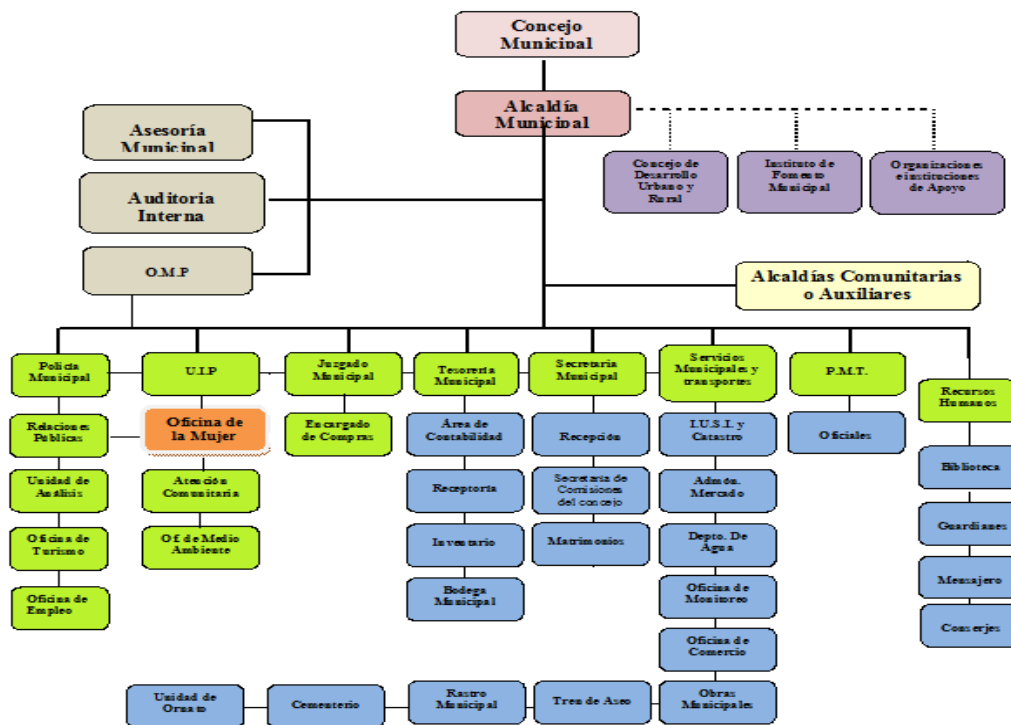 Concejo
Municipal
Alcaldía
Municipal
Asesoría
Municipal
Auditoria
Interna
O.M.P
Concejo de
Desarrollo
Urbano y
Rural
Instituto de
Fomento
Municipal
Organizaciones
e instituciones
de Apoyo
Alcaldías Comunitarias
o Auxiliares
Policía
Municipal
U.I.P
Juzgado
Municipal
Tesorería
Municipal
Secretaria
Municipal
Servicios
Municipales y
transportes
P.M.T.
Recursos
Humanos
Relaciones
Públicas
Oficina de
la Mujer
Encargado
de Compras
Área de
Contabilidad
Recepción
I.U.S.I. y
Catastro
Oficiales
Biblioteca
Unidad de
Análisis
Atención
Comunitaria
Receptoría
Secretaria de
Comisiones
del concejo
Admón.
Mercado
Guardianes
Oficina de
Turismo
Of. de Medio
Ambiente
Inventario
Matrimonios
Depto. De
Agua
Mensajero
Oficina de
Empleo
Bodega
Municipal
Oficina de
Monitoreo
Conserjes
Oficina de
Comercio
Unidad de
Ornato
Cementerio
Rastro
Municipal
Tren de Aseo
Obras
Municipales